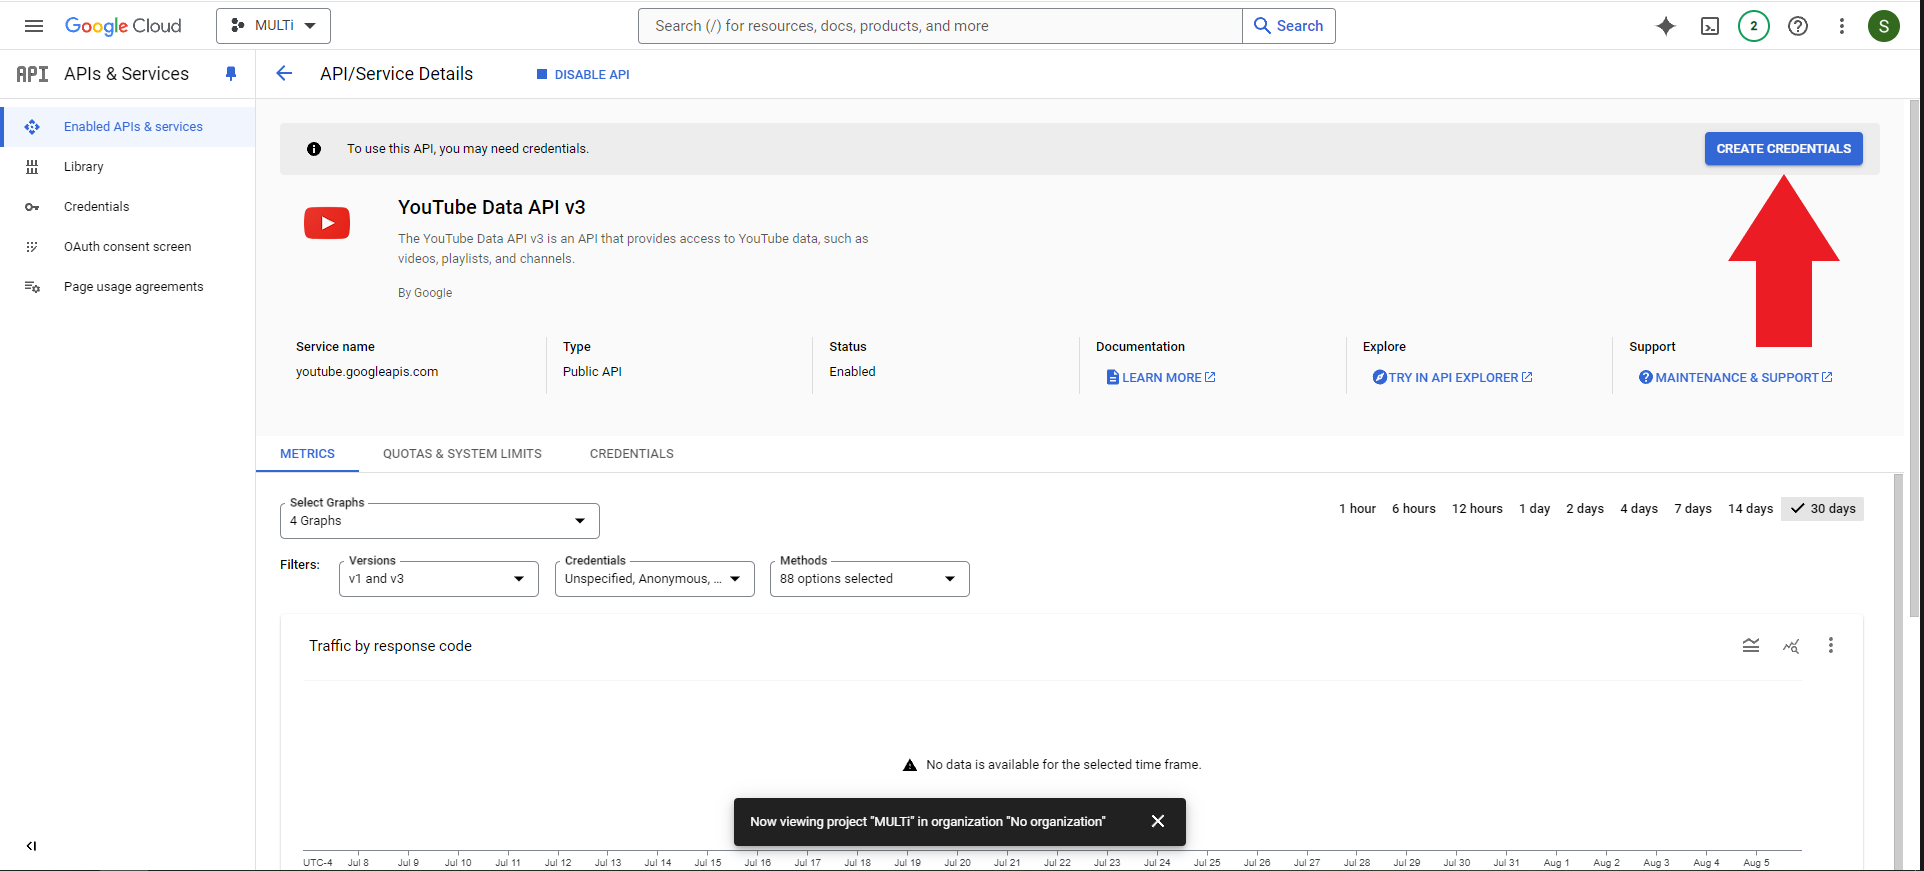 Google Cloud
MULTi
Search (/) for resources, docs, products, and more
Search
2
S
API
APIs & Services
API/Service Details
DISABLE API
Enabled APIs & services
Library
Credentials
OAuth consent screen
Page usage agreements
To use this API, you may need credentials.
CREATE CREDENTIALS
YouTube Data API v3
The YouTube Data API v3 is an API that provides access to YouTube data, such as
videos, playlists, and channels.
By Google
Service name
youtube.googleapis.com
Type
Public API
Status
Enabled
Documentation
LEARN MORE
Explore
TRY IN API EXPLORER
Support
MAINTENANCE & SUPPORT
METRICS
QUOTAS & SYSTEM LIMITS
CREDENTIALS
Select Graphs
4 Graphs
1 hour
6 hours
12 hours
1 day
2 days
4 days
7 days
14 days
30 days
Filters:
Versions
v1 and v3
Credentials
Unspecified, Anonymous, ...
Methods
88 options selected
Traffic by response code
No data is available for the selected time frame.
Now viewing project "MULTi" in organization "No organization"
UTC-4
Jul 8
Jul 9
Jul 10
Jul 11
Jul 12
Jul 13
Jul 14
Jul 15
Jul 16
Jul 17
Jul 18
Jul 19
Jul 20
Jul 21
Jul 22
Jul 23
Jul 24
Jul 25
Jul 26
Jul 27
Jul 28
Jul 29
Jul 30
Jul 31
Aug 1
Aug 2
Aug 3
Aug 4
Aug 5